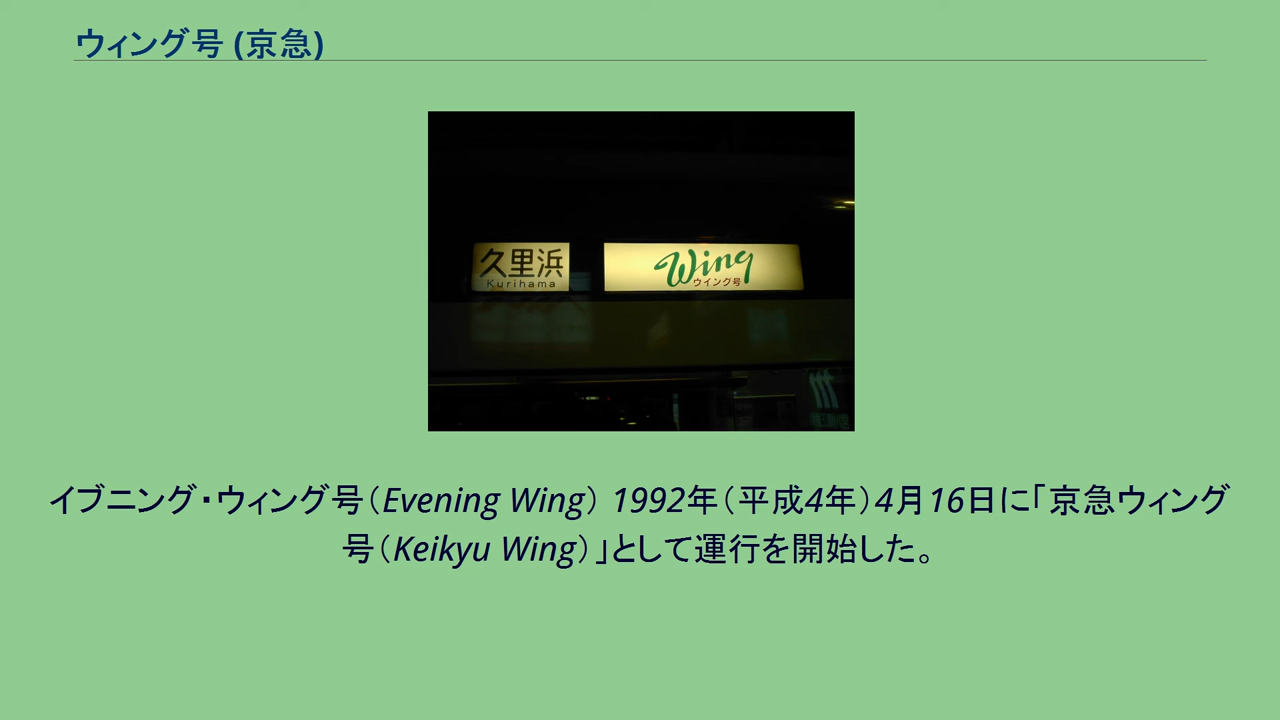 ウィング号 (京急)
久里浜
Kurihama
Wing
ウイング号
イブニング・ウィング号（Evening Wing） 1992年（平成4年）4月16日に「京急ウィング
号（Keikyu Wing）」として運行を開始した。